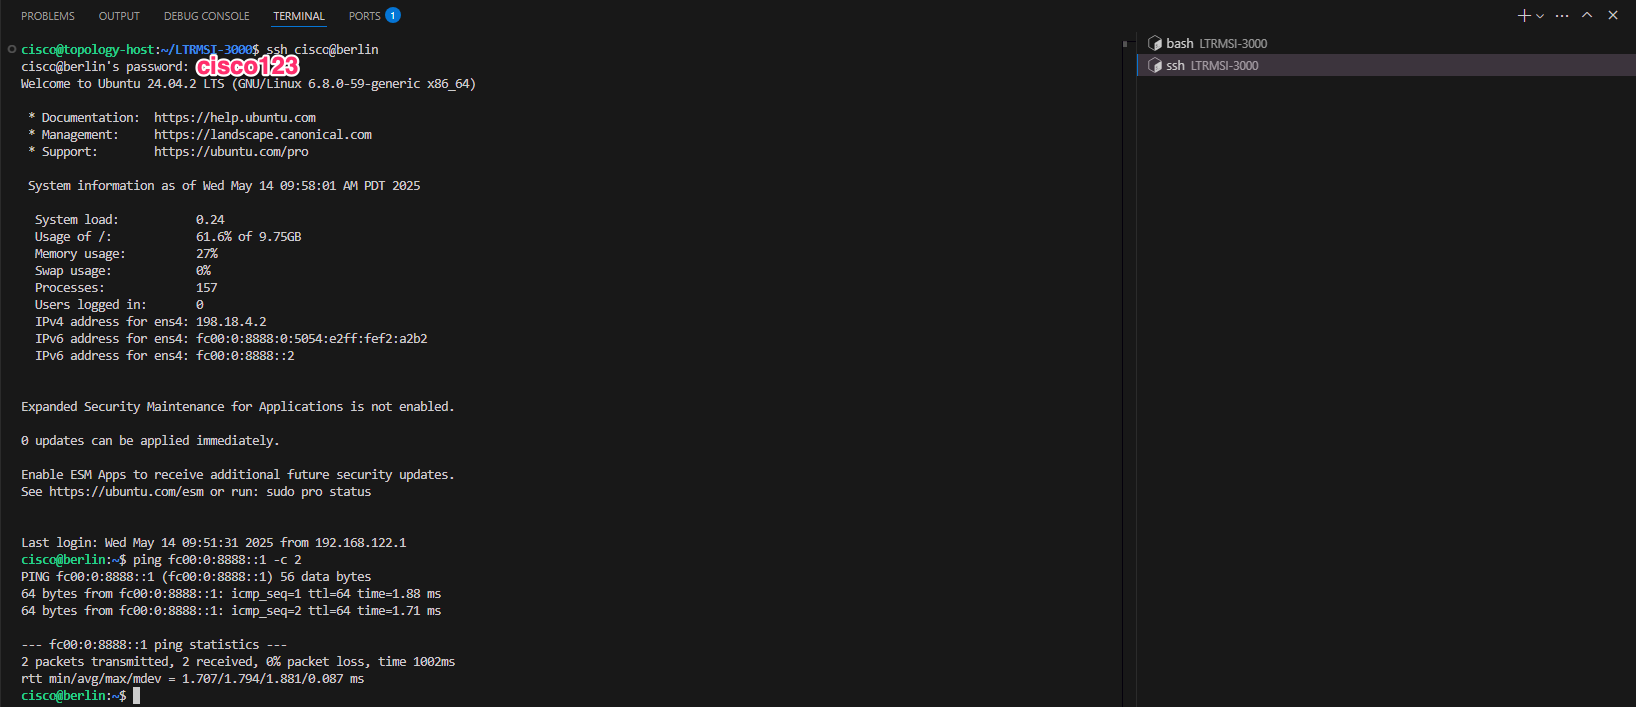 PROBLEMS OUTPUT DEBUG CONSOLE TERMINAL PORTS 1
cisco@topology-host:~/LTRMSI-3000$ ssh cisco@berlin
cisco@berlin's password: cisco123
Welcome to Ubuntu 24.04.2 LTS (GNU/Linux 6.8.0-59-generic x86_64)
* Documentation: https://help.ubuntu.com
* Management: https://landscape.canonical.com
* Support: https://ubuntu.com/pro
System information as of Wed May 14 09:58:01 AM PDT 2025
System load: 0.24
Usage of /: 61.6% of 9.75GB
Memory usage: 27%
Swap usage: 0%
Processes: 157
Users logged in: 0
IPv4 address for ens4: 198.18.4.2
IPv6 address for ens4: fc00:0:8888:0:5054:e2ff:fef2:a2b2
IPv6 address for ens4: fc00:0:8888::2
Expanded Security Maintenance for Applications is not enabled.
0 updates can be applied immediately.
Enable ESM Apps to receive additional future security updates.
See https://ubuntu.com/esm or run: sudo pro status
Last login: Wed May 14 09:51:31 2025 from 192.168.122.1
cisco@berlin:~$ ping fc00:0:8888::1 -c 2
PING fc00:0:8888::1 (fc00:0:8888::1) 56 data bytes
64 bytes from fc00:0:8888::1: icmp_seq=1 ttl=64 time=1.88 ms
64 bytes from fc00:0:8888::1: icmp_seq=2 ttl=64 time=1.71 ms
--- fc00:0:8888::1 ping statistics ---
2 packets transmitted, 2 received, 0% packet loss, time 1002ms
rtt min/avg/max/mdev = 1.707/1.794/1.881/0.087 ms
cisco@berlin:~$
bash LTRMSI-3000
ssh LTRMSI-3000